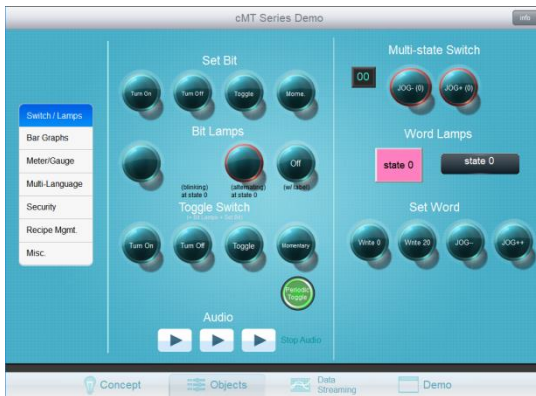 cMT Series Demo
info
Switch / Lamps
Bar Graphs
Meter/Gauge
Multi-Language
Security
Recipe Mgmt.
Misc.
Set Bit
Turn On
Turn Off
Toggle
Mome.
Bit Lamps
Off
(blinking)
at state 0
(alternating)
at state 0
(w/ label)
Toggle Switch
(= Bit Lamps + Set Bit)
Turn On
Turn Off
Toggle
Momentary
Periodic
Toggle
Audio
Stop Audio
Multi-state Switch
00
JOG- (0)
JOG+ (0)
Word Lamps
state 0
state 0
Set Word
Write 0
Write 20
JOG--
JOG++
Concept
Objects
Data
Streaming
Demo